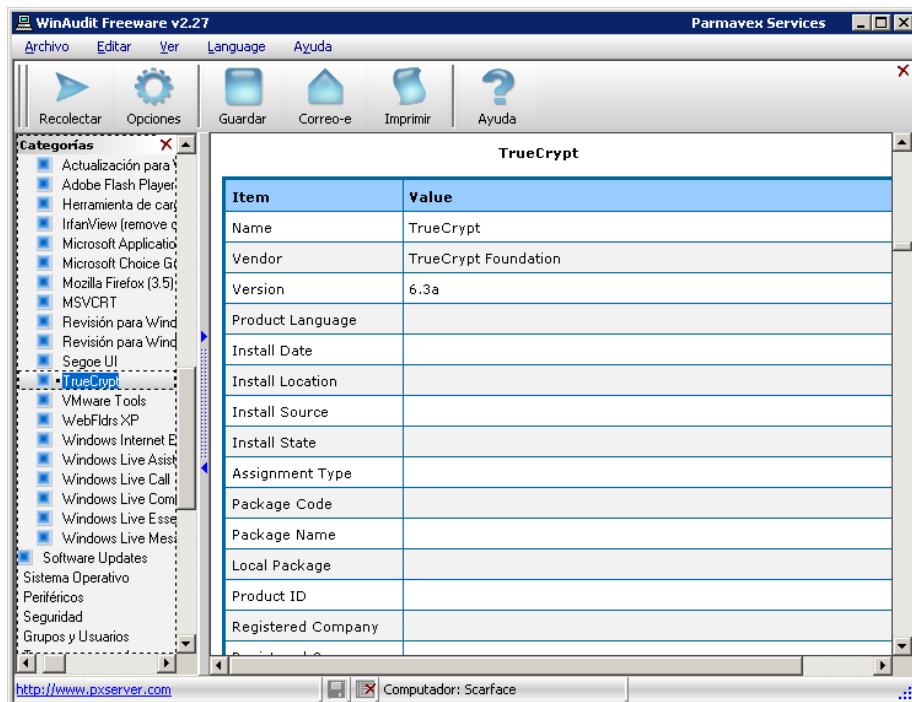 WinAudit Freeware v2.27 Parmavex Services
Archivo Editar Ver Language Ayuda
Recolectar Opciones Guardar Correo-e Imprimir Ayuda
Categorías
Actualización para
Adobe Flash Player
Herramienta de car
IrfanView (remove
Microsoft Applicatio
Microsoft Choice
Mozilla Firefox (3.5)
MSVCRT
Revisión para Wind
Revisión para Wind
Segoe UI
TrueCrypt
VMware Tools
WebFldrs XP
Windows Internet E
Windows Live Asist
Windows Live Call
Windows Live Com
Windows Live Esse
Windows Live Mes
Software Updates
Sistema Operativo
Periféricos
Seguridad
Grupos y Usuarios
TrueCrypt
Item Value
Name TrueCrypt
Vendor TrueCrypt Foundation
Version 6.3a
Product Language
Install Date
Install Location
Install Source
Install State
Assignment Type
Package Code
Package Name
Local Package
Product ID
Registered Company
http://www.pxserver.com Computador: Scarface